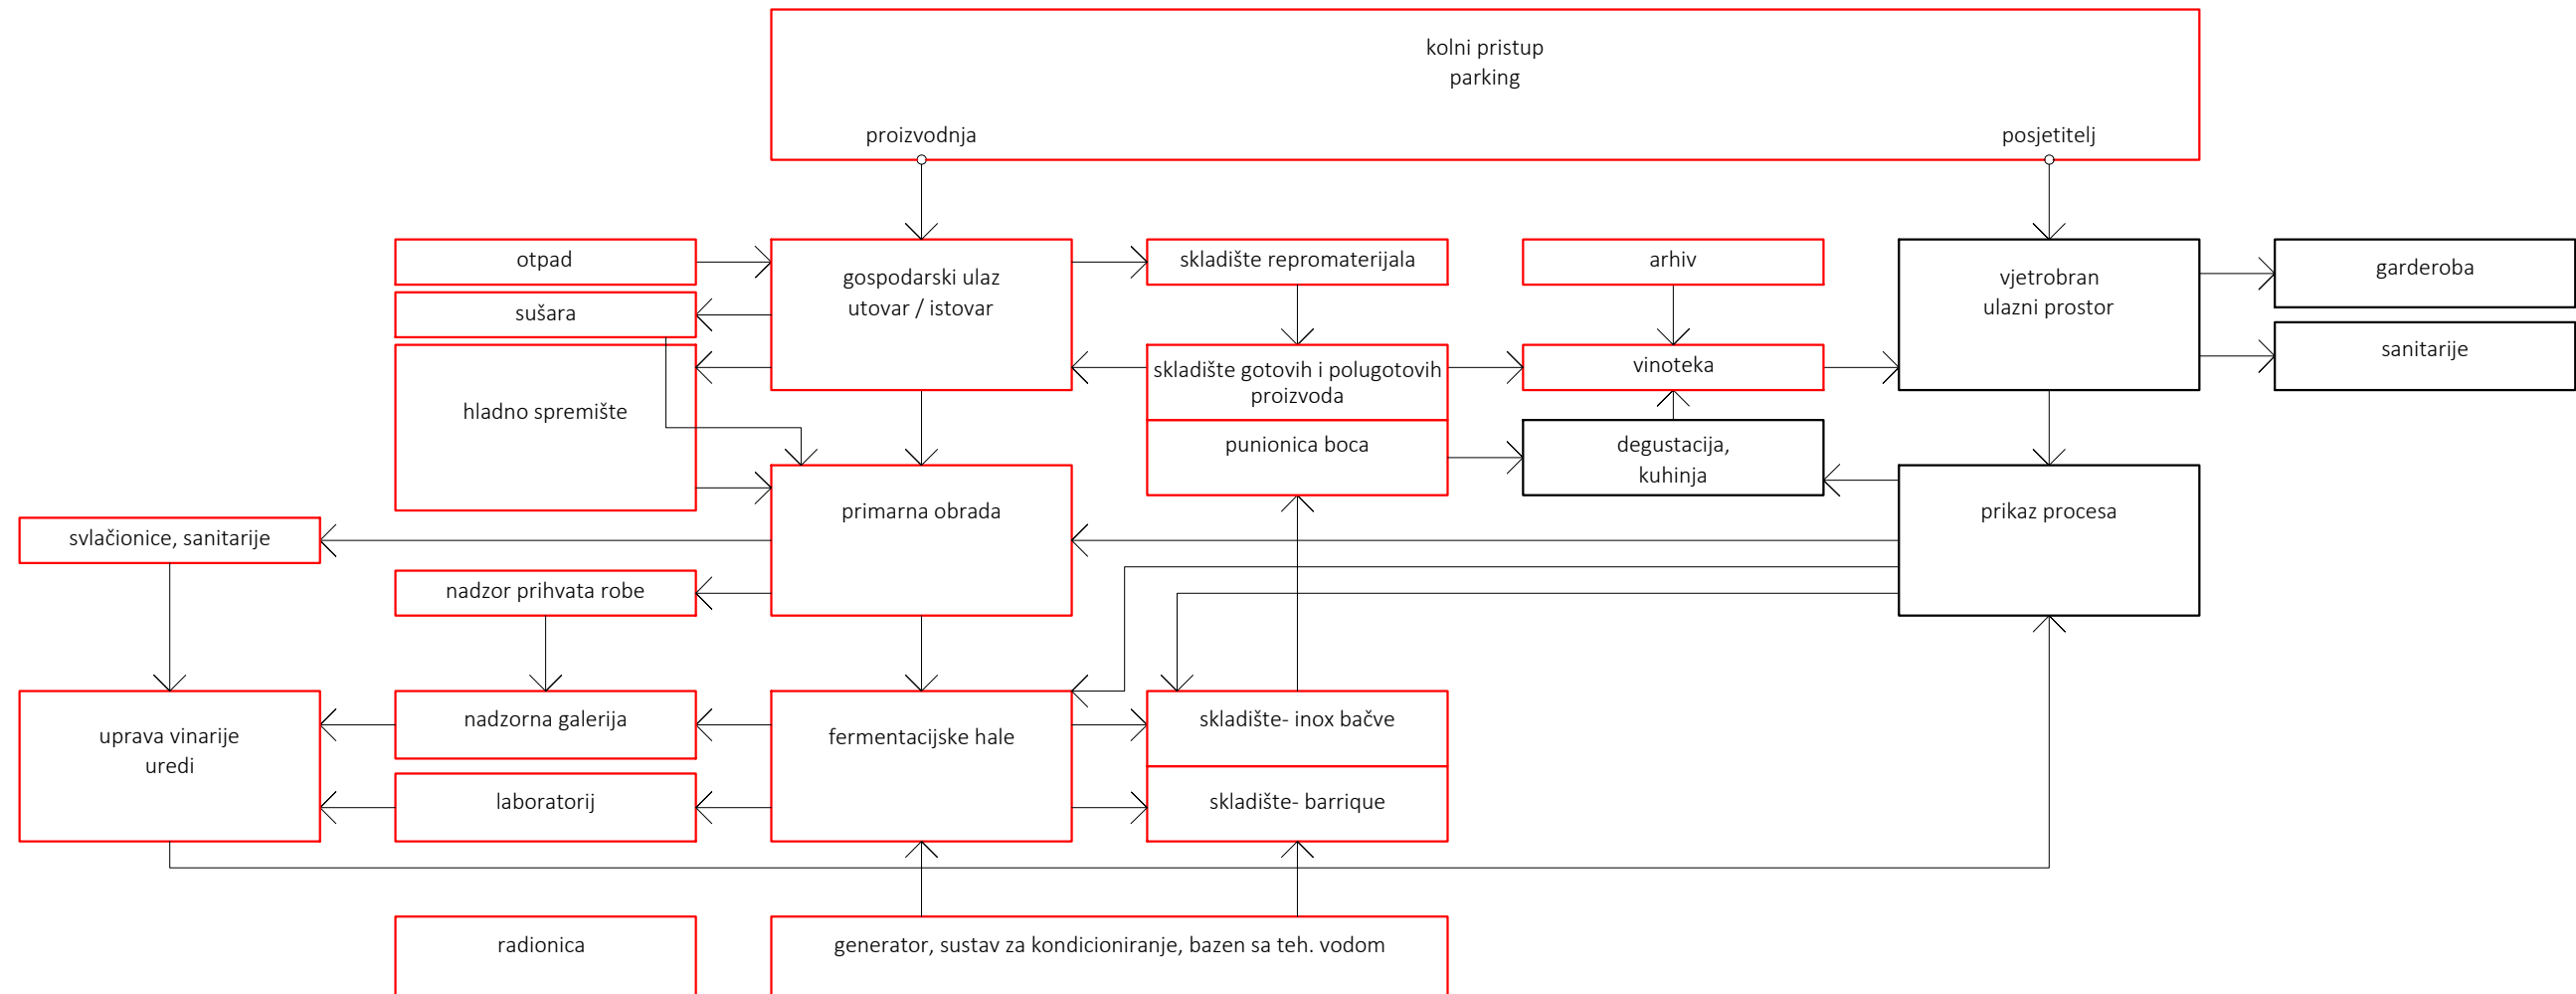 kolni pristup
parking
proizvodnja
posjetitelj
otpad
gospodarski ulaz
utovar / istovar
skladište repromaterijala
arhiv
vjetrobran
ulazni prostor
garderoba
sušara
sanitarije
hladno spremište
skladište gotovih i polugotovih
proizvoda
vinoteka
punionica boca
degustacija,
kuhinja
primarna obrada
prikaz procesa
svlačionice, sanitarije
nadzor prihvata robe
uprava vinarije
uredi
nadzorna galerija
fermentacijske hale
skladište- inox bačve
laboratorij
skladište- barrique
radionica
generator, sustav za kondicioniranje, bazen sa teh. vodom